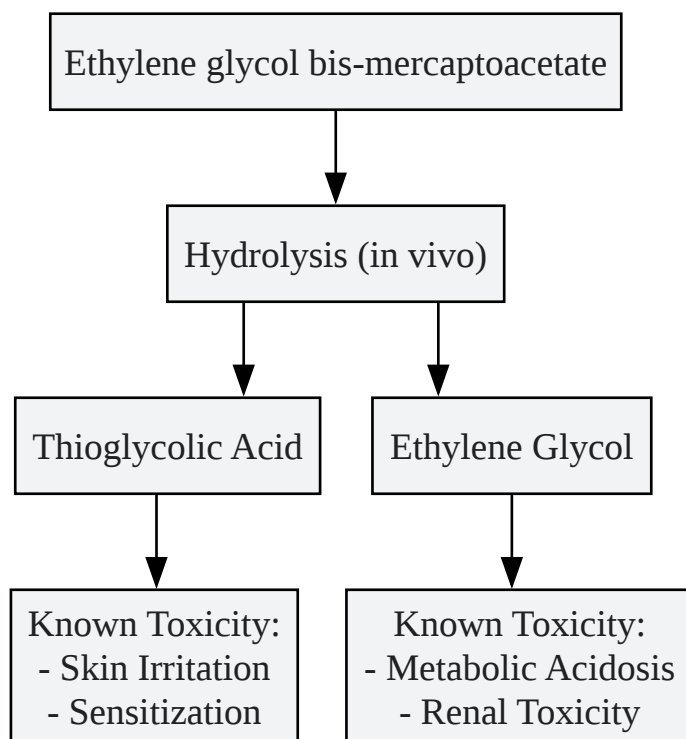 Ethylene glycol bis-mercaptoacetate
Hydrolysis (in vivo)
Thioglycolic Acid
Ethylene Glycol
Known Toxicity:
- Skin Irritation
- Sensitization
Known Toxicity:
- Metabolic Acidosis
- Renal Toxicity